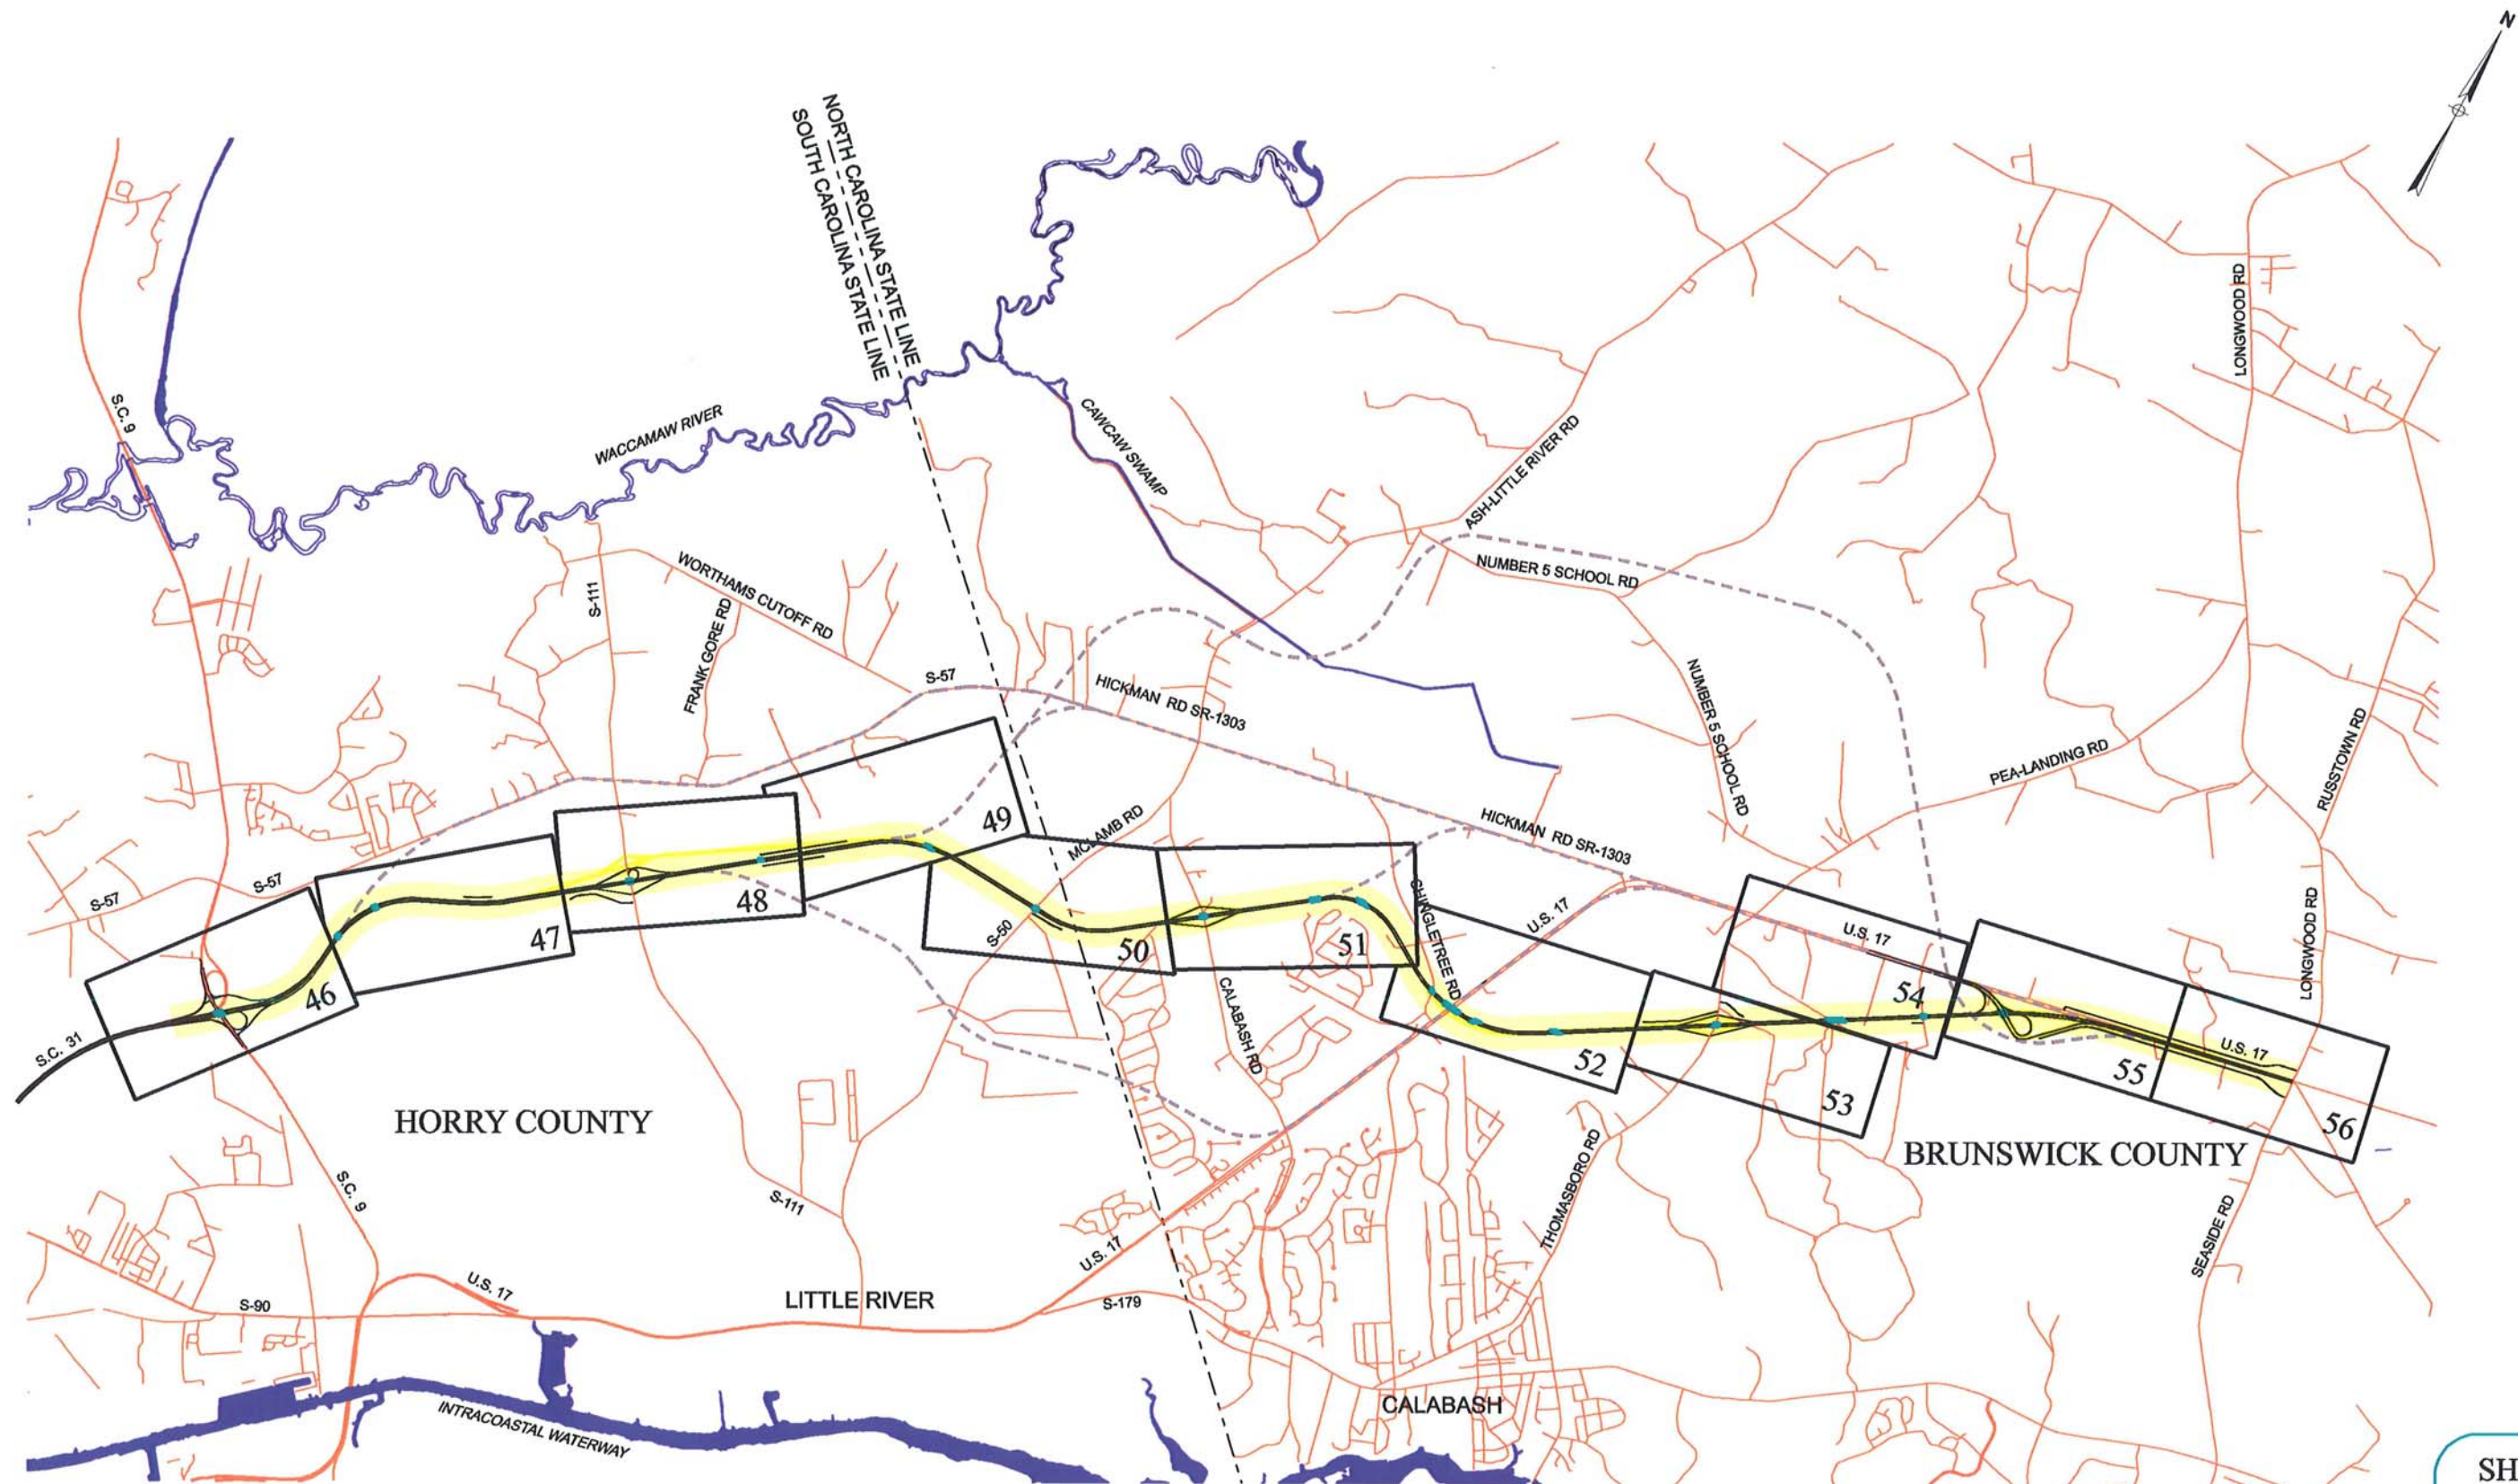 N
NORTH CAROLINA STATE LINE
SOUTH CAROLINA STATE LINE
LONGWOOD RD
S.C. 9
WACCAMAW RIVER
CAWCAW SWAMP
ASH-LITTLE RIVER RD
NUMBER 5 SCHOOL RD
S-111
WORTHAMS CUTOFF RD
FRANK GORE RD
S-57
HICKMAN RD SR-1303
NUMBER 5 SCHOOL RD
PEA-LANDING RD
RUSSTOWN RD
HICKMAN RD SR-1303
MCLAMB RD
49
S-57
S-57
48
47
46
S-50
50
51
SHINGLETREE RD
U.S. 17
U.S. 17
LONGWOOD RD
54
S.C. 31
CALABASH RD
52
53
55
U.S. 17
56
HORRY COUNTY
BRUNSWICK COUNTY
S.C. 9
S-111
THOMASBORO RD
SEASIDE RD
U.S. 17
U.S. 17
S-90
LITTLE RIVER
S-179
INTRACOASTAL WATERWAY
CALABASH
SH